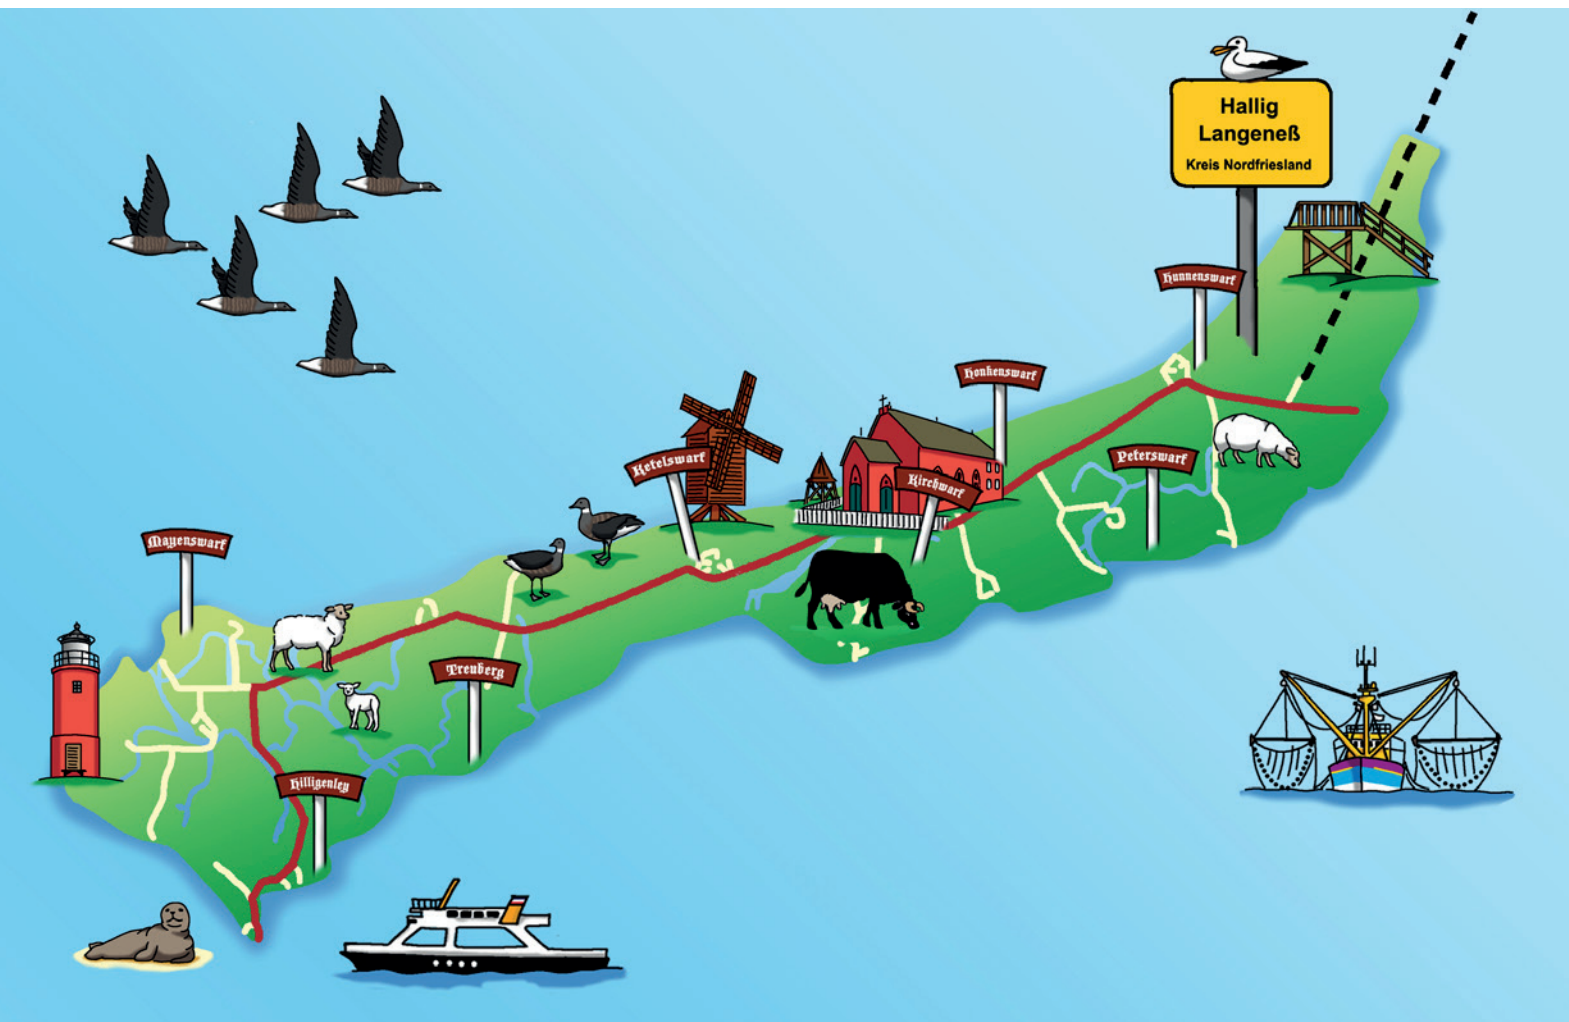 Hallig
Langeneß
Kreis Nordfriesland
Hunnenswarf
Honkenswarf
Peterswarf
Ketelswarf
Kirchwarf
Mayenswarf
Treuberg
Hilligenley